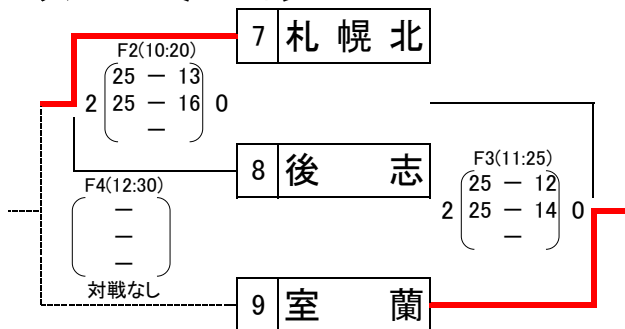 7 札幌北
F2(10:20)
25 － 13
2 25 － 16 0
－
8 後志
F3(11:25)
25 － 12
2 25 － 14 0
－
F4(12:30)
－
－
－
対戦なし
9 室蘭